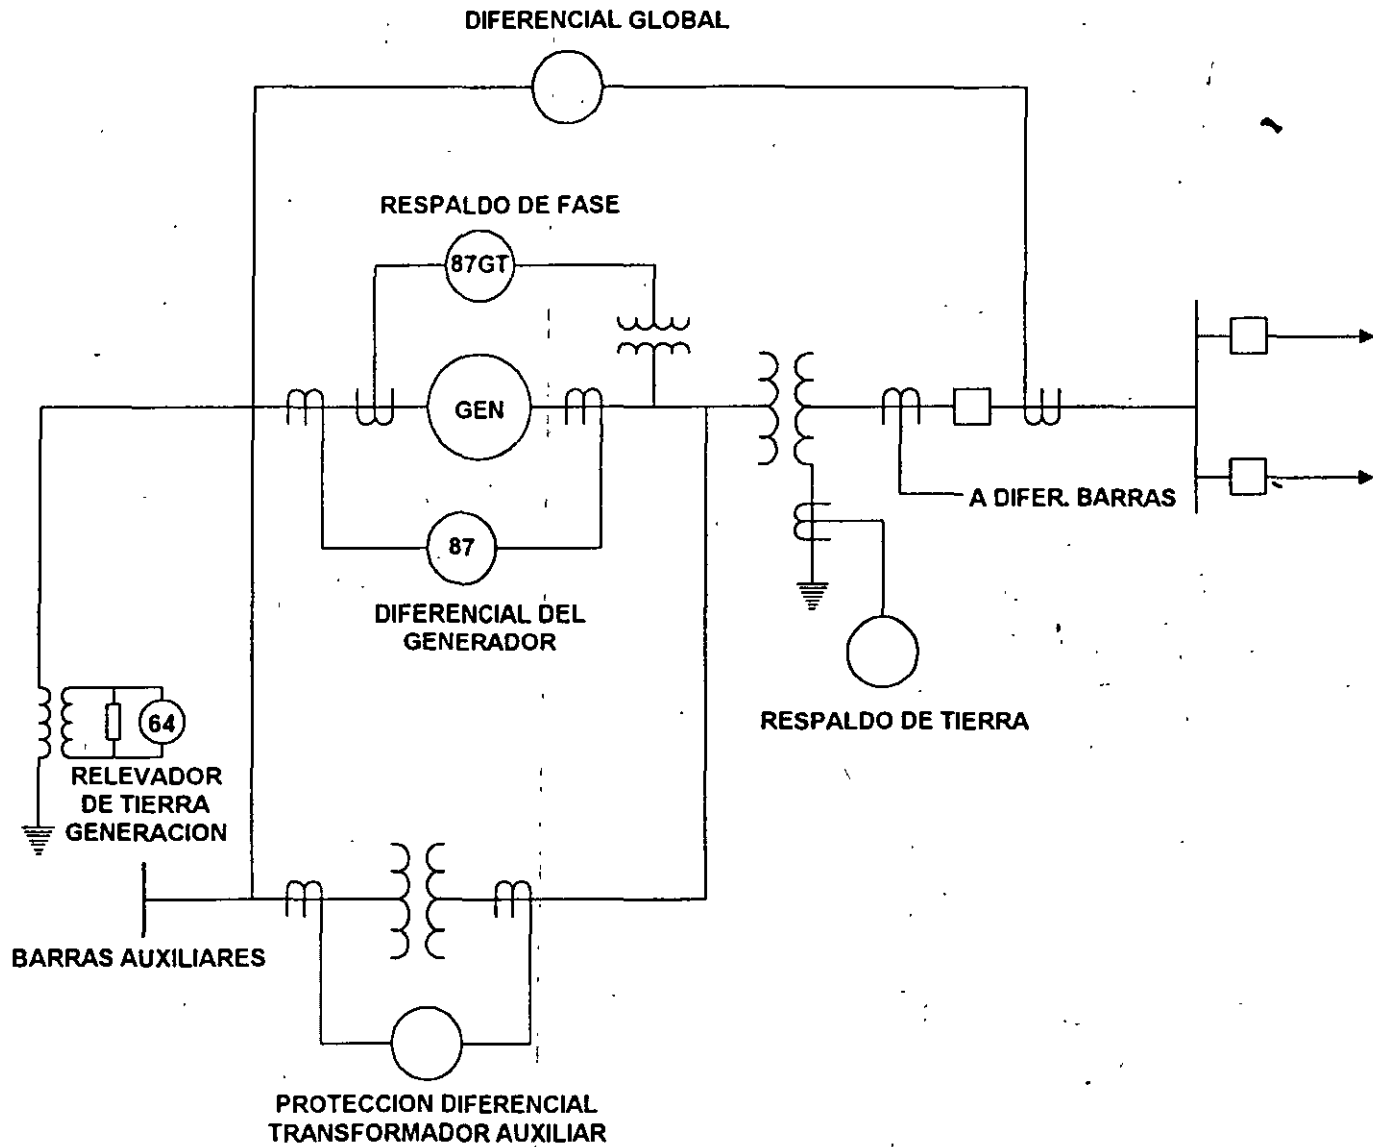 DIFERENCIAL GLOBAL
RESPALDO DE FASE
87GT
GEN
A DIFER. BARRAS
87
DIFERENCIAL DEL
GENERADOR
RESPALDO DE TIERRA
64
RELEVADOR
DE TIERRA
GENERACION
BARRAS AUXILIARES
PROTECCION DIFERENCIAL
TRANSFORMADOR AUXILIAR